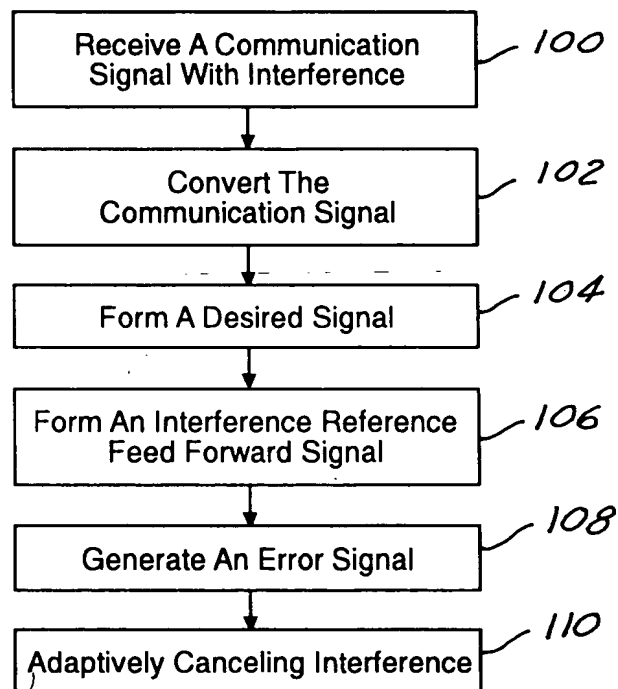 Receive A Communication
Signal With Interference
100
Convert The
Communication Signal
102
Form A Desired Signal
104
Form An Interference Reference
Feed Forward Signal
106
Generate An Error Signal
108
Adaptively Canceling Interference
110